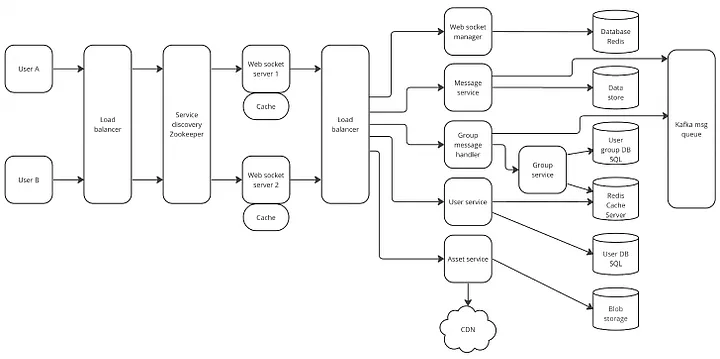 User A
User B
Load
balancer
Service
discovery
Zookeeper
Web socket
server 1
Cache
Web socket
server 2
Cache
Load
balancer
Web socket
manager
Message
service
Group
message
handler
Group
service
User service
Asset service
CDN
Database
Redis
Data
store
User
group DB
SQL
Redis
Cache
Server
User DB
SQL
Blob
storage
Kafka msg
queue